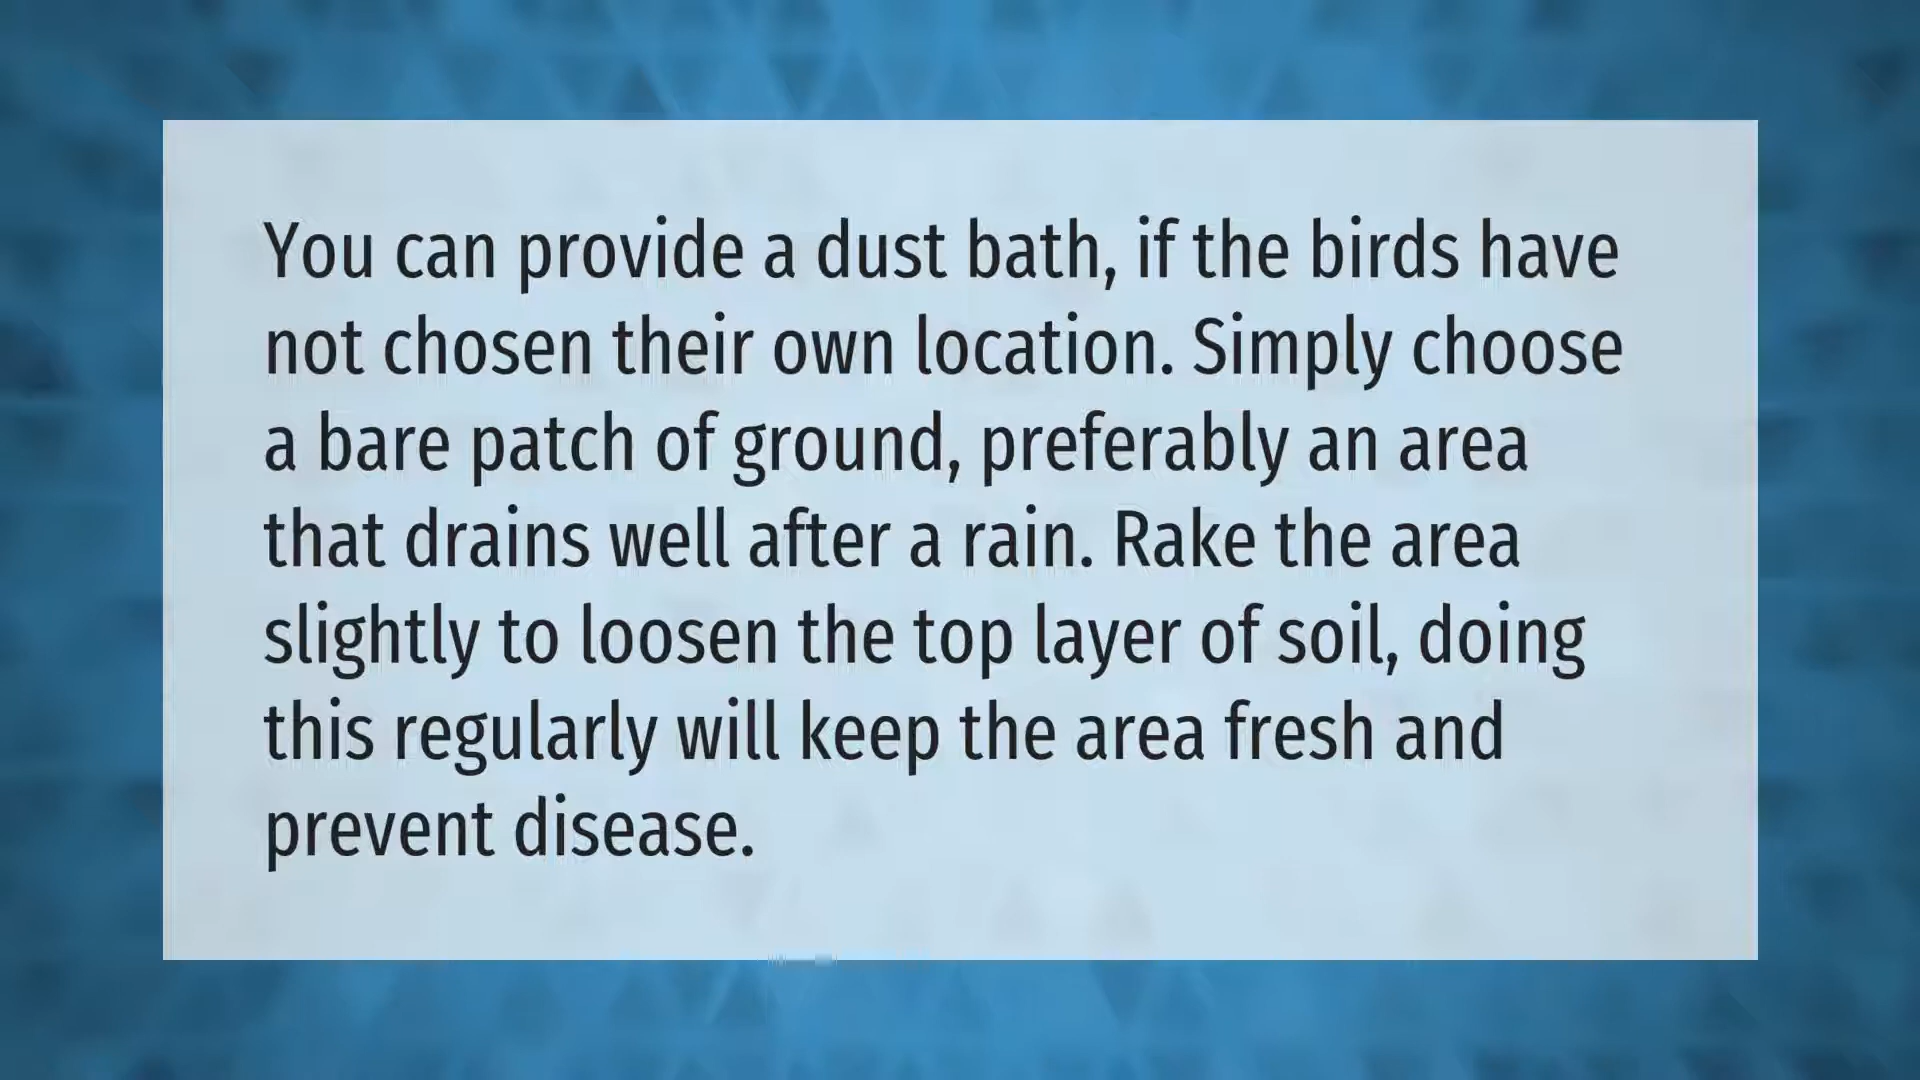 You can provide a dust bath, if the birds have
not chosen their own location. Simply choose
a bare patch of ground, preferably an area
that drains well after a rain. Rake the area
slightly to loosen the top layer of soil, doing
this regularly will keep the area fresh and
prevent disease.